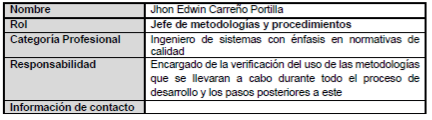 Nombre Jhon Edwin Carreño Portilla
Rol Jefe de metodologías y procedimientos
Categoría Profesional Ingeniero de sistemas con énfasis en normativas de
calidad
Responsabilidad Encargado de la verificación del uso de las metodologías
que se llevaran a cabo durante todo el proceso de
desarrollo y los pasos posteriores a este
Información de contacto